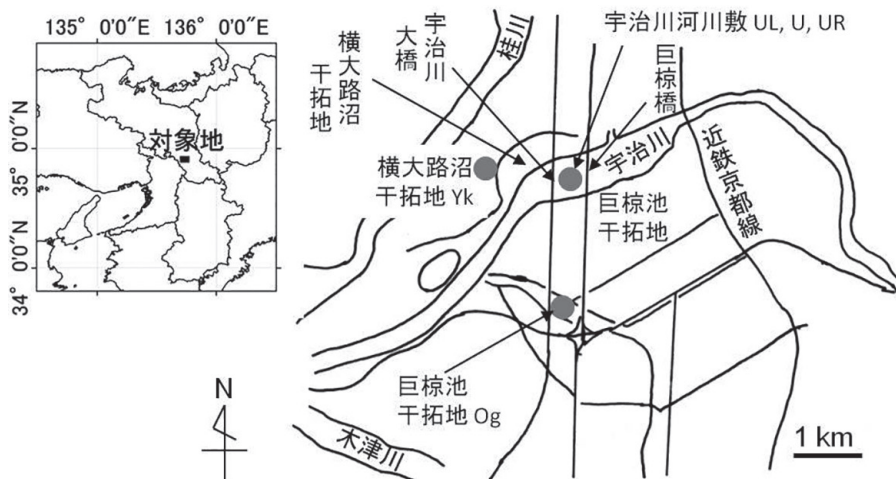 135° 0'0"E 136° 0'0"E
35° 0'0"N
34° 0'0"N
対象地
N
桂川
宇治川
大橋
横大路沼
干拓地
宇治川河川敷 UL, U, UR
巨椋橋
宇治川
近鉄京都線
横大路沼
干拓地 Yk
巨椋池
干拓地
巨椋池
干拓地 Og
木津川
1 km